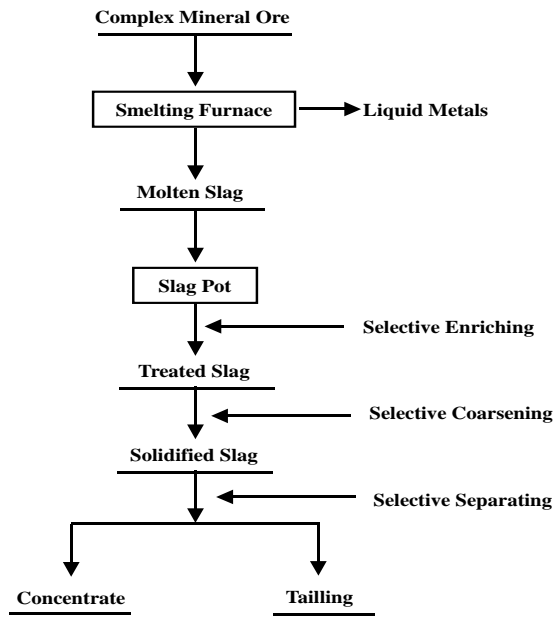 Complex Mineral Ore
Smelting Furnace
Liquid Metals
Molten Slag
Slag Pot
Selective Enriching
Treated Slag
Selective Coarsening
Solidified Slag
Selective Separating
Concentrate
Tailling